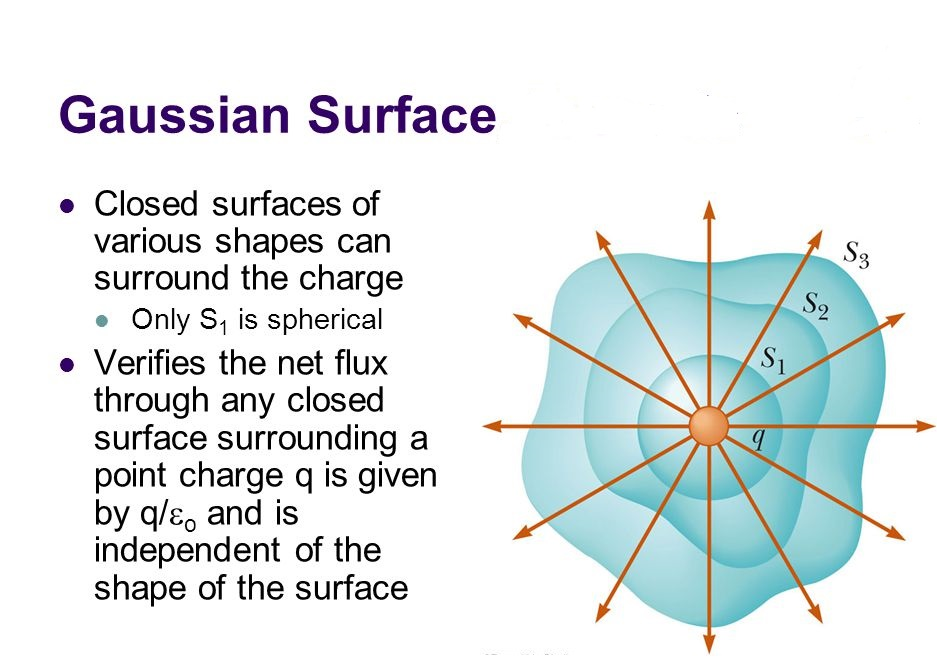 Gaussian Surface
Closed surfaces of
various shapes can
surround the charge
Only S₁ is spherical
Verifies the net flux
through any closed
surface surrounding a
point charge q is given
by q/εₒ and is
independent of the
shape of the surface
S₃
S₂
S₁
q